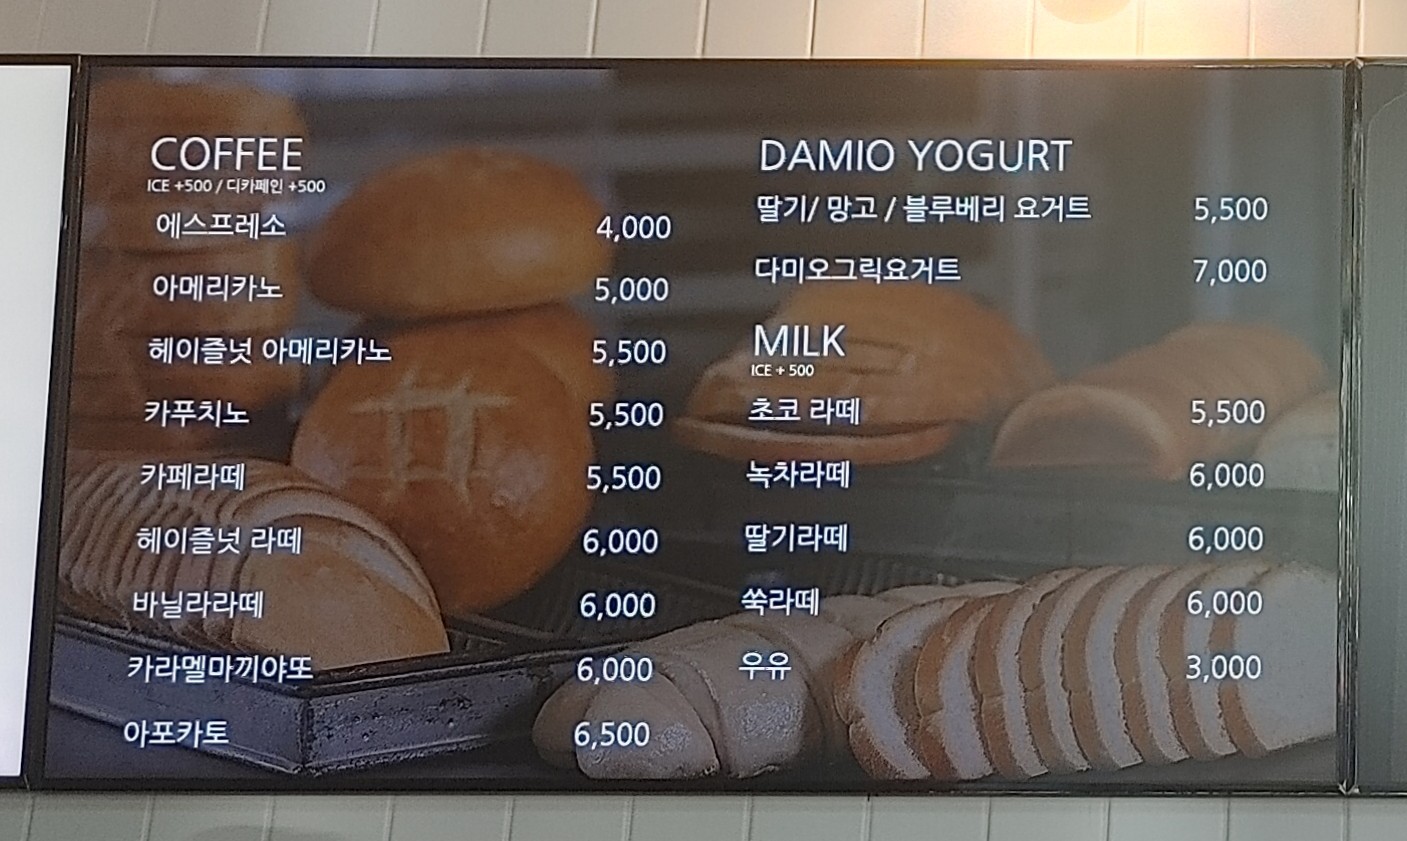 COFFEE
ICE +500 / 디카페인 +500
에스프레소 4,000
아메리카노 5,000
헤이즐넛 아메리카노 5,500
카푸치노 5,500
카페라떼 5,500
헤이즐넛 라떼 6,000
바닐라라떼 6,000
카라멜마끼야또 6,000
아포카토 6,500
DAMIO YOGURT
딸기/ 망고 / 블루베리 요거트 5,500
다미오그릭요거트 7,000
MILK
ICE + 500
초코 라떼 5,500
녹차라떼 6,000
딸기라떼 6,000
쑥라떼 6,000
우유 3,000